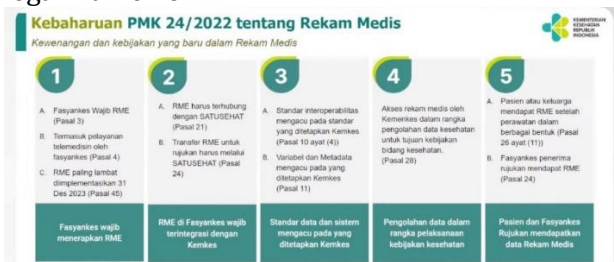 Kebaharuan PMK 24/2022 tentang Rekam Medis
Kewenangan dan kebijakan yang baru dalam Rekam Medis
KEMENTERIAN
KESEHATAN
REPUBLIK
INDONESIA
1
A. Fasyankes Wajib RME
(Pasal 3)
B. Termasuk pelayanan
telemedisin oleh
fasyankes (Pasal 4)
C. RME paling lambat
diimplementasikan 31
Des 2023 (Pasal 45)
Fasyankes wajib
menerapkan RME
2
A. RME harus terhubung
dengan SATUSEHAT
(Pasal 21)
B. Transfer RME untuk
rujukan harus melalui
SATUSEHAT (Pasal
24)
RME di Fasyankes wajib
terintegrasi dengan
Kemkes
3
A. Standar interoperabilitas
mengacu pada standar
yang ditetapkan Kemkes
(Pasal 10 ayat (4))
B. Variabel dan Metadata
mengacu pada yang
ditetapkan Kemkes
(Pasal 11)
Standar data dan sistem
mengacu pada yang
ditetapkan Kemkes
4
Akses rekam medis oleh
Kemenkes dalam rangka
pengolahan data kesehatan
untuk tujuan kebijakan
bidang kesehatan.
(Pasal 28)
Pengolahan data dalam
rangka pelaksanaan
kebijakan kesehatan
5
A. Pasien atau keluarga
mendapat RME setelah
perawatan dalam
berbagai bentuk (Pasal
26 ayat (11))
B. Fasyankes penerima
rujukan mendapat RME
(Pasal 24)
Pasien dan Fasyankes
Rujukan mendapatkan
data Rekam Medis